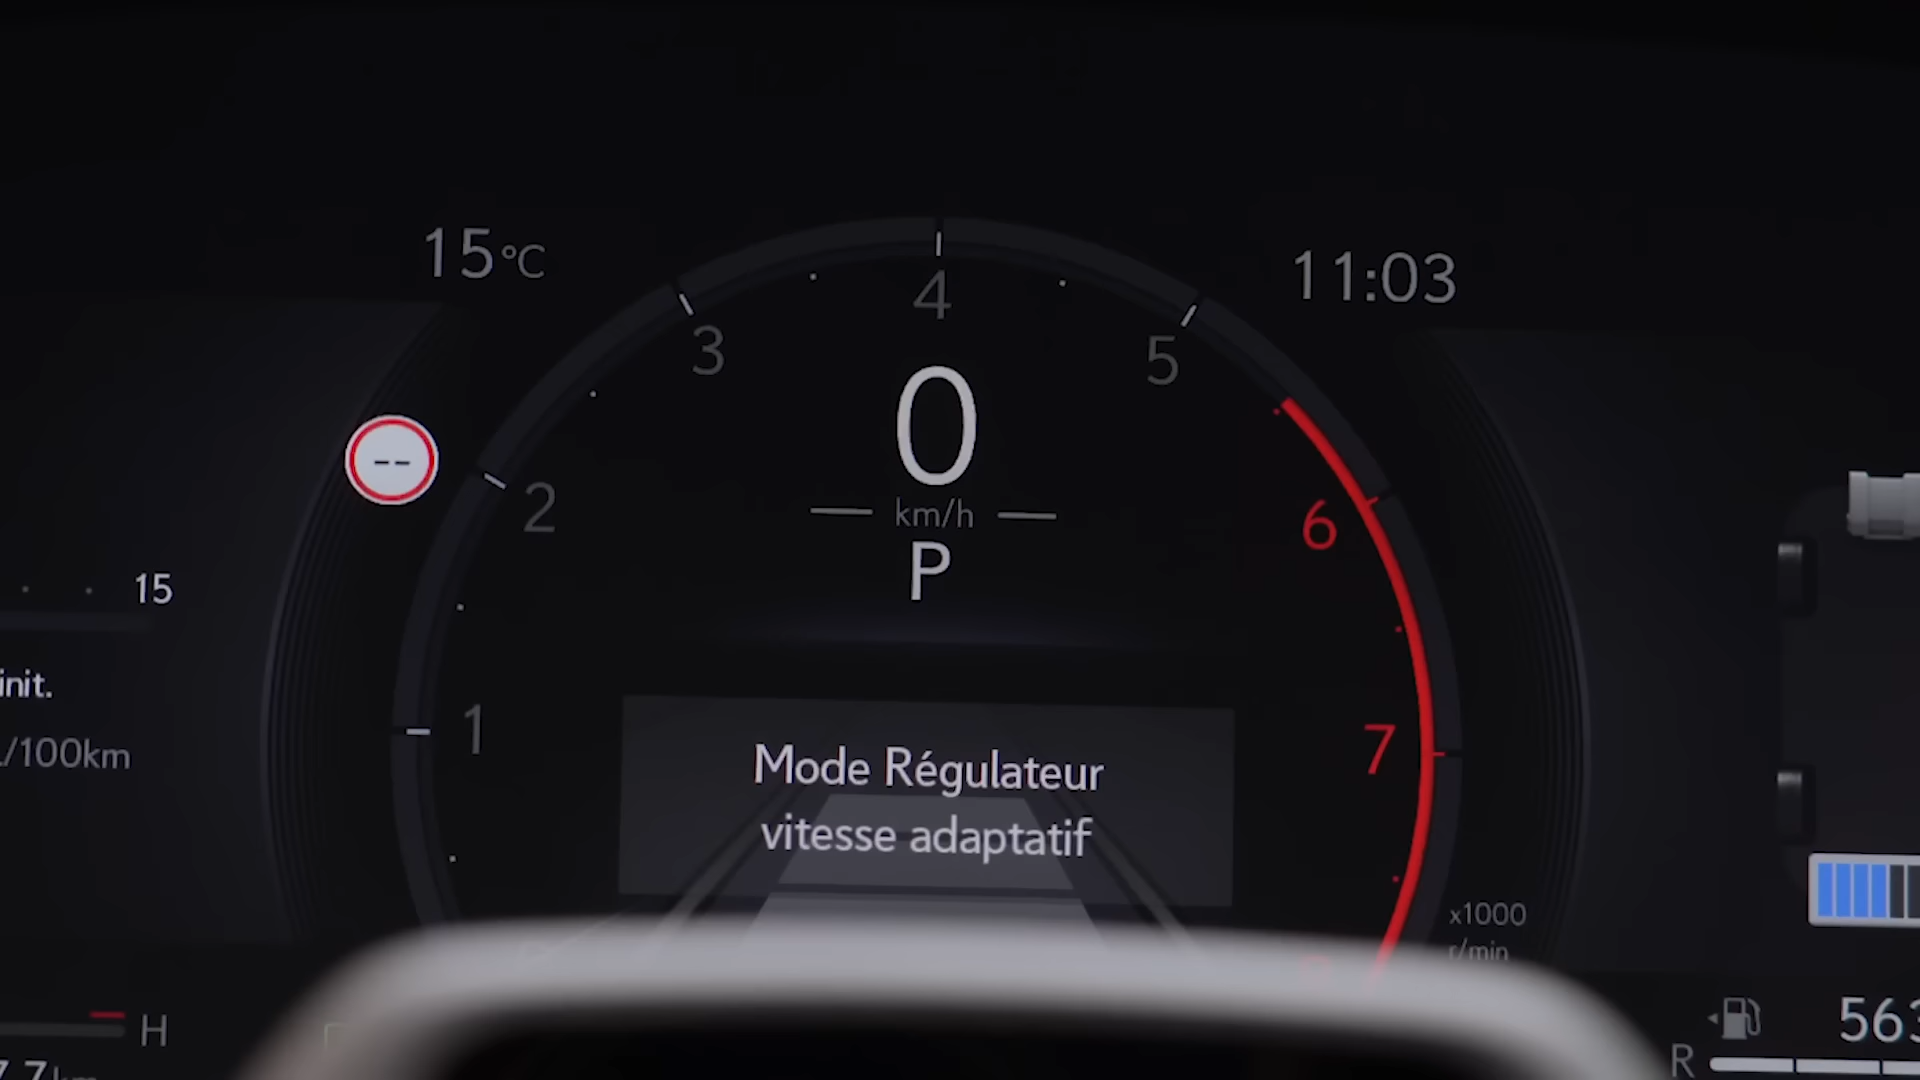 15°C
11:03
4
3
5
0
--
2
6
km/h
P
15
init.
1
7
/100km
Mode Régulateur
vitesse adaptatif
x1000
r/min
H
563
R